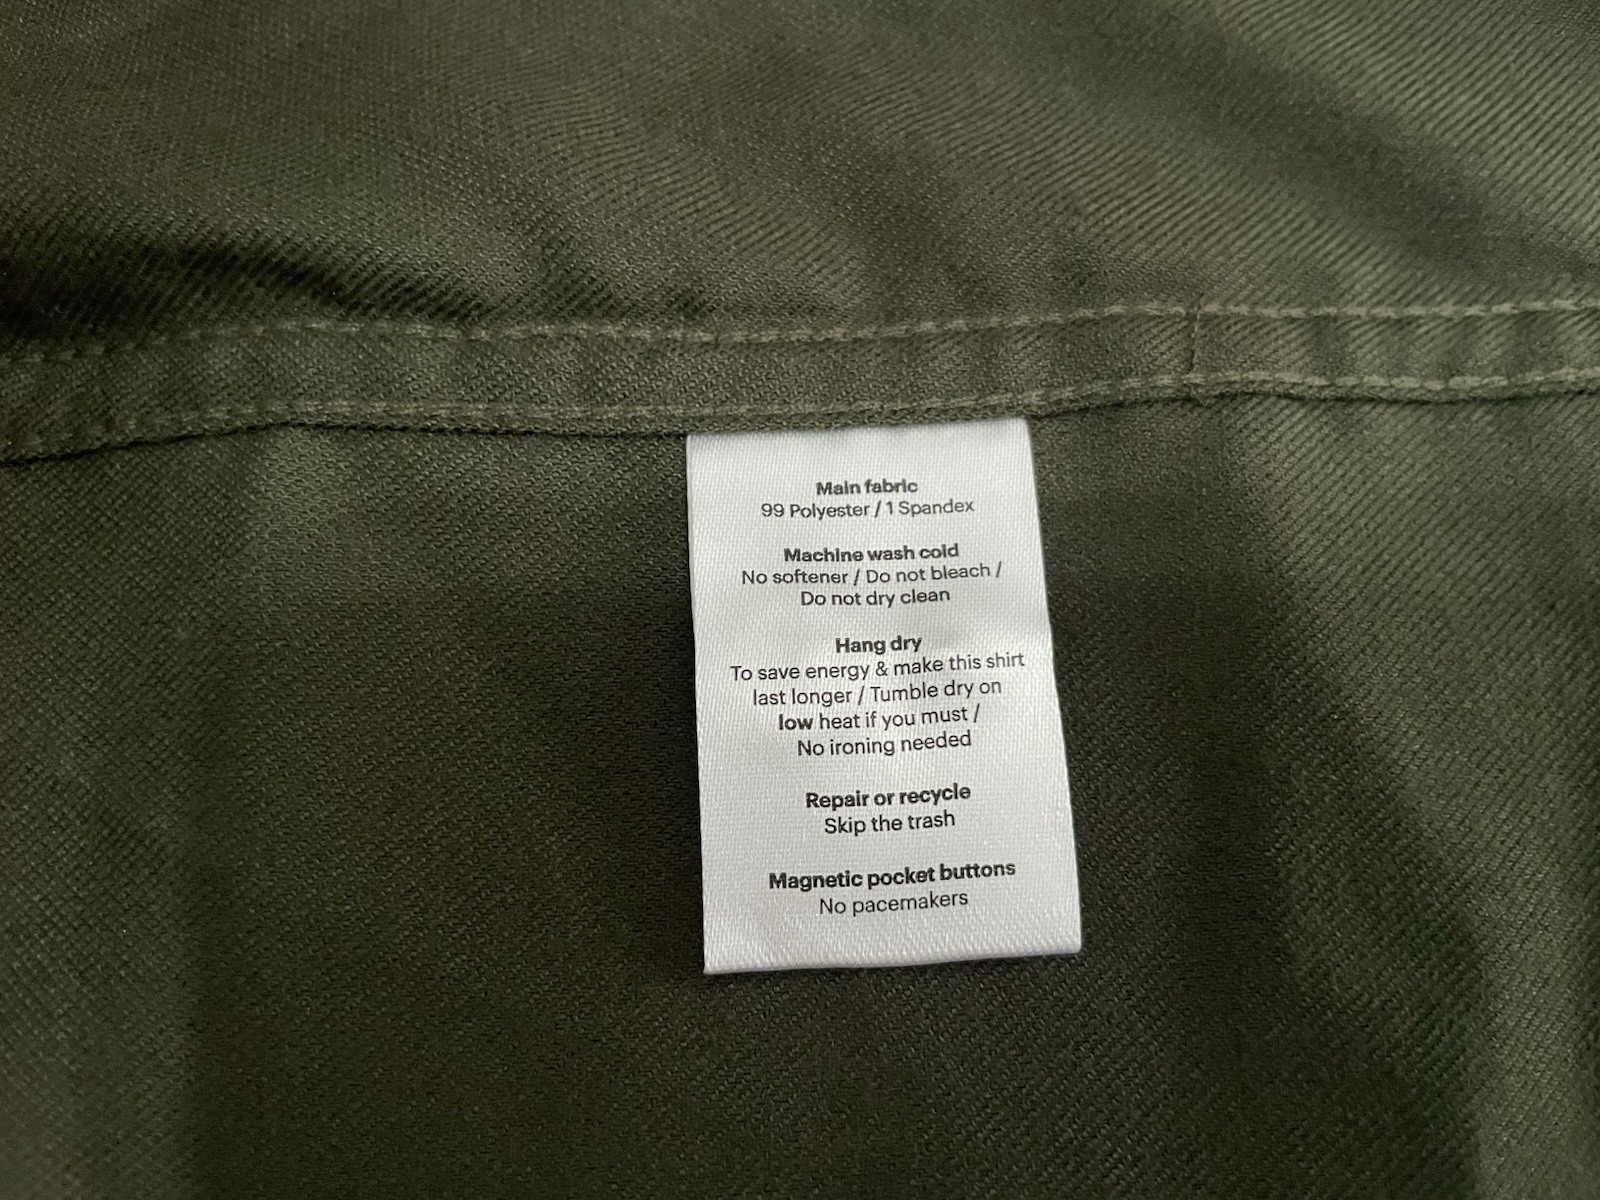 Main fabric
99 Polyester / 1 Spandex
Machine wash cold
No softener / Do not bleach /
Do not dry clean
Hang dry
To save energy & make this shirt
last longer / Tumble dry on
low heat if you must /
No ironing needed
Repair or recycle
Skip the trash
Magnetic pocket buttons
No pacemakers